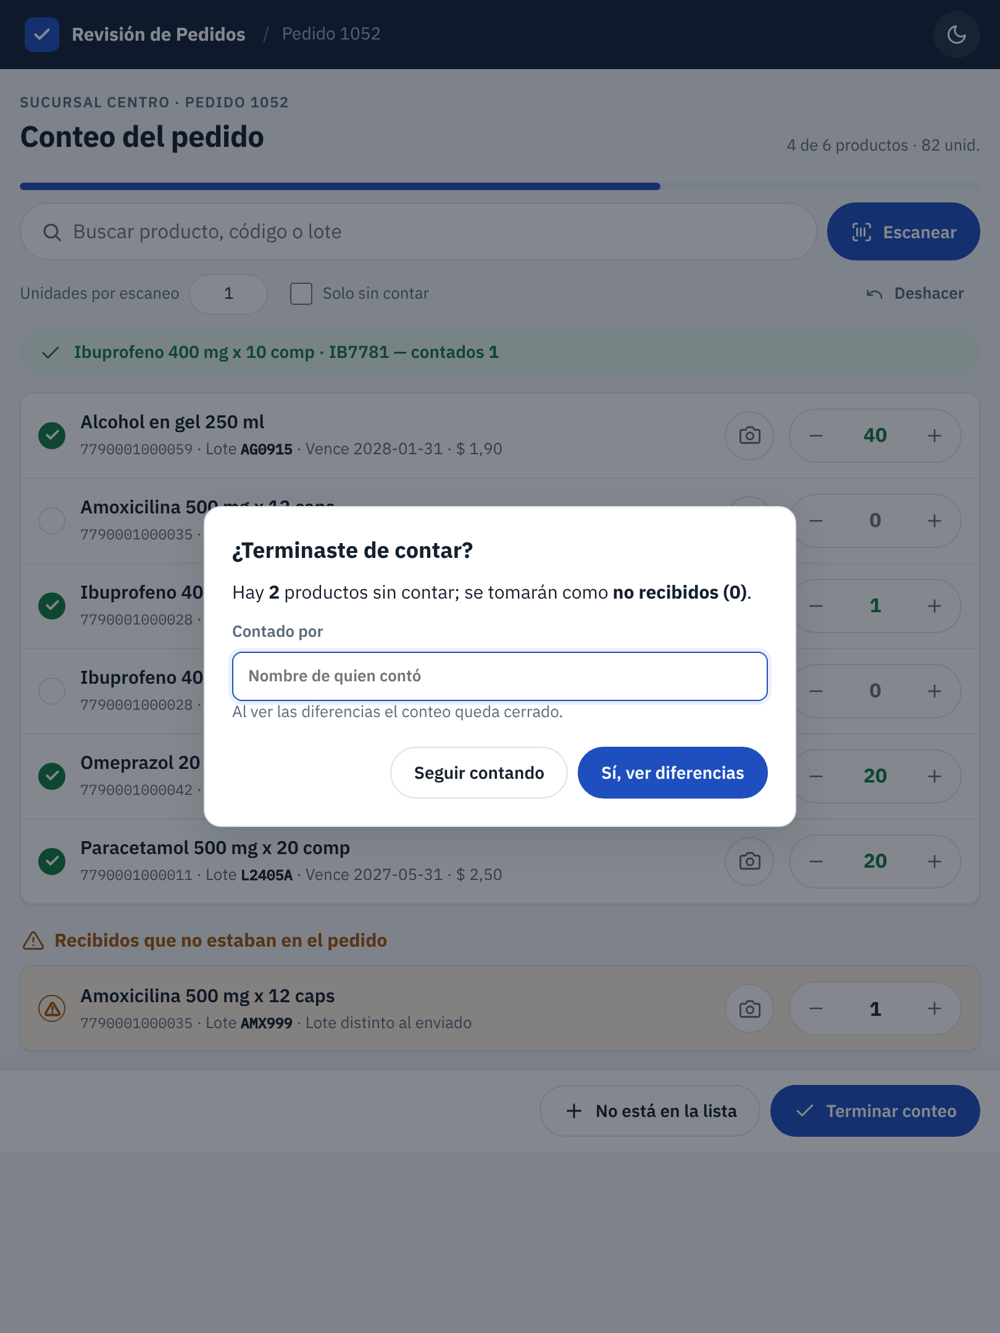 Revisión de Pedidos / Pedido 1052
SUCURSAL CENTRO · PEDIDO 1052
Conteo del pedido
4 de 6 productos · 82 unid.
Buscar producto, código o lote
Escanear
Unidades por escaneo 1 Solo sin contar Deshacer
Ibuprofeno 400 mg x 10 comp · IB7781 — contados 1
Alcohol en gel 250 ml
7790001000059 · Lote AG0915 · Vence 2028-01-31 · $ 1,90
40
Amoxicilina 500 mg x 12 caps
7790001000035 ·
0
Ibuprofeno 40
7790001000028 ·
1
Ibuprofeno 40
7790001000028 ·
0
Omeprazol 20
7790001000042 ·
20
Paracetamol 500 mg x 20 comp
7790001000011 · Lote L2405A · Vence 2027-05-31 · $ 2,50
20
¿Terminaste de contar?
Hay 2 productos sin contar; se tomarán como no recibidos (0).
Contado por
Nombre de quien contó
Al ver las diferencias el conteo queda cerrado.
Seguir contando
Sí, ver diferencias
Recibidos que no estaban en el pedido
Amoxicilina 500 mg x 12 caps
7790001000035 · Lote AMX999 · Lote distinto al enviado
1
No está en la lista
Terminar conteo